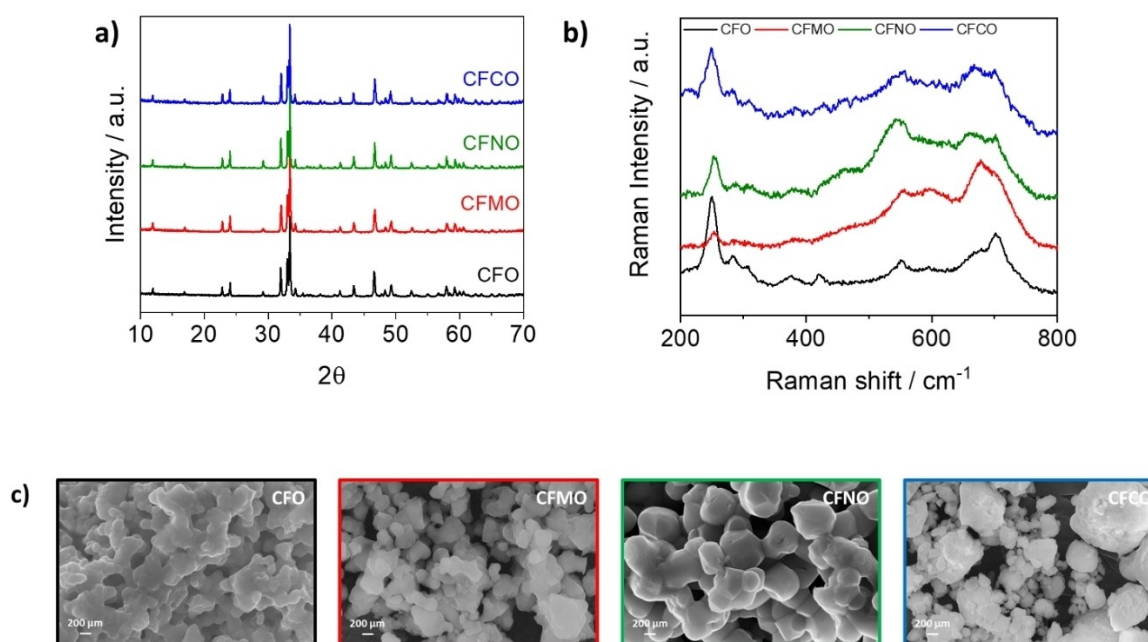 a)
CFCO
CFNO
CFMO
CFO
Intensity / a.u.
10 20 30 40 50 60 70
2θ
b)
CFO CFMO CFNO CFCO
Raman Intensity / a.u.
200 400 600 800
Raman shift / cm⁻¹
c)
CFO
200 µm
CFMO
200 µm
CFNO
200 µm
CFCO
200 µm